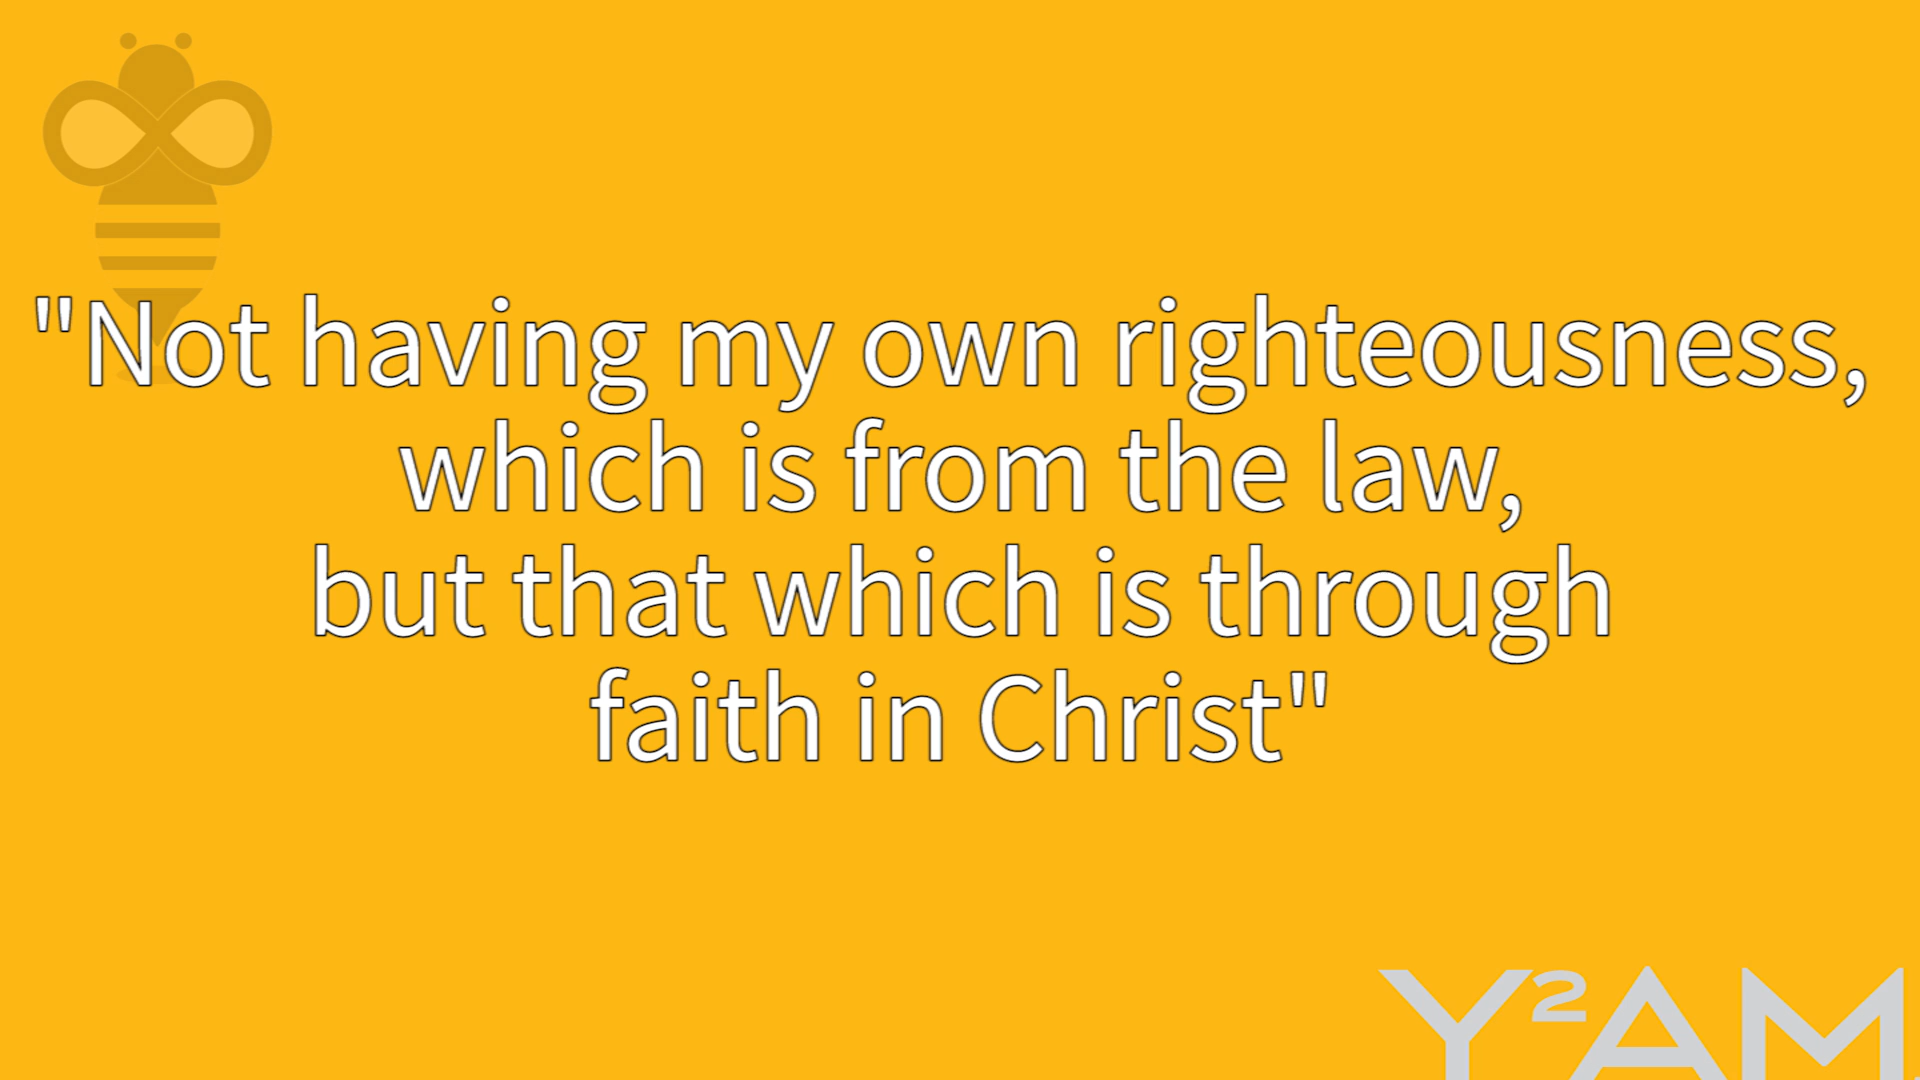 "Not having my own righteousness,
which is from the law,
but that which is through
faith in Christ"
Y2AM